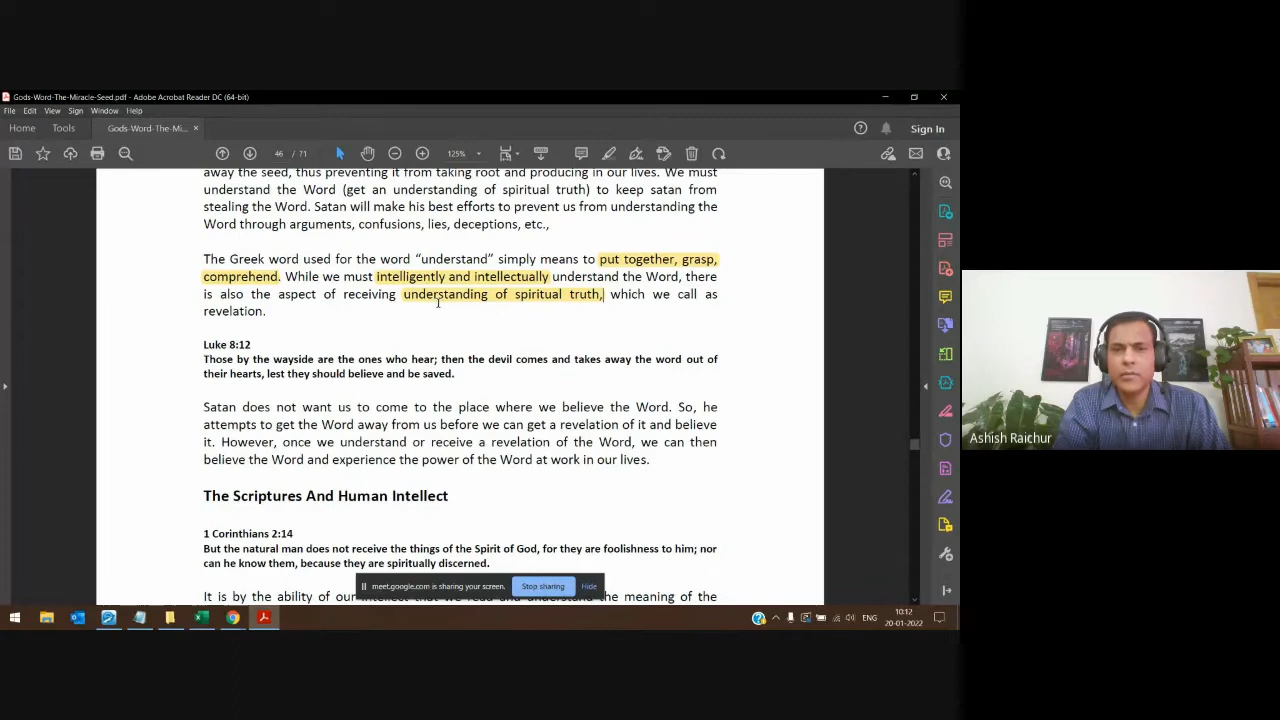 Gods-Word-The-Miracle-Seed.pdf - Adobe Acrobat Reader DC (64-bit)
File Edit View Sign Window Help
Home Tools Gods-Word-The-Mi... × Sign In
46 / 71 125%
away the seed, thus preventing it from taking root and producing in our lives. We must
understand the Word (get an understanding of spiritual truth) to keep satan from
stealing the Word. Satan will make his best efforts to prevent us from understanding the
Word through arguments, confusions, lies, deceptions, etc.,
The Greek word used for the word “understand” simply means to put together, grasp,
comprehend. While we must intelligently and intellectually understand the Word, there
is also the aspect of receiving understanding of spiritual truth, which we call as
revelation.
Luke 8:12
Those by the wayside are the ones who hear; then the devil comes and takes away the word out of
their hearts, lest they should believe and be saved.
Satan does not want us to come to the place where we believe the Word. So, he
attempts to get the Word away from us before we can get a revelation of it and believe
it. However, once we understand or receive a revelation of the Word, we can then
believe the Word and experience the power of the Word at work in our lives.
The Scriptures And Human Intellect
1 Corinthians 2:14
But the natural man does not receive the things of the Spirit of God, for they are foolishness to him; nor
can he know them, because they are spiritually discerned.
meet.google.com is sharing your screen. Stop sharing Hide
It is by the ability of our intellect that we read and understand the meaning of the
ENG
10:12
20-01-2022
Ashish Raichur